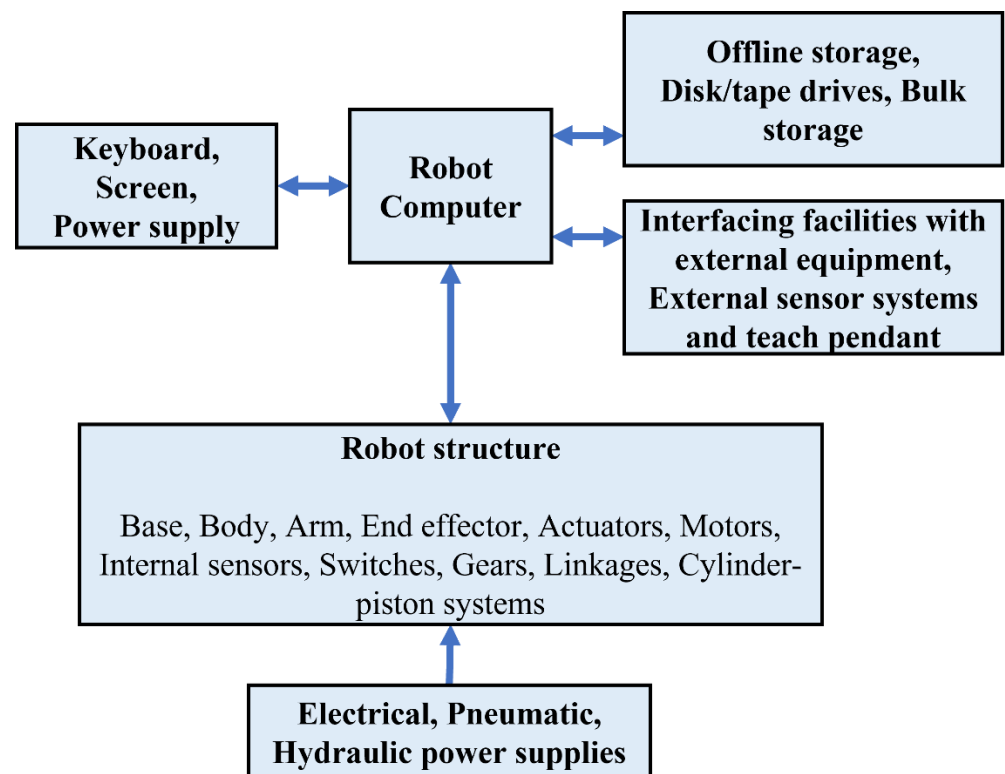 Offline storage,
Disk/tape drives, Bulk
storage
Keyboard,
Screen,
Power supply
Robot
Computer
Interfacing facilities with
external equipment,
External sensor systems
and teach pendant
Robot structure
Base, Body, Arm, End effector, Actuators, Motors,
Internal sensors, Switches, Gears, Linkages, Cylinder-
piston systems
Electrical, Pneumatic,
Hydraulic power supplies